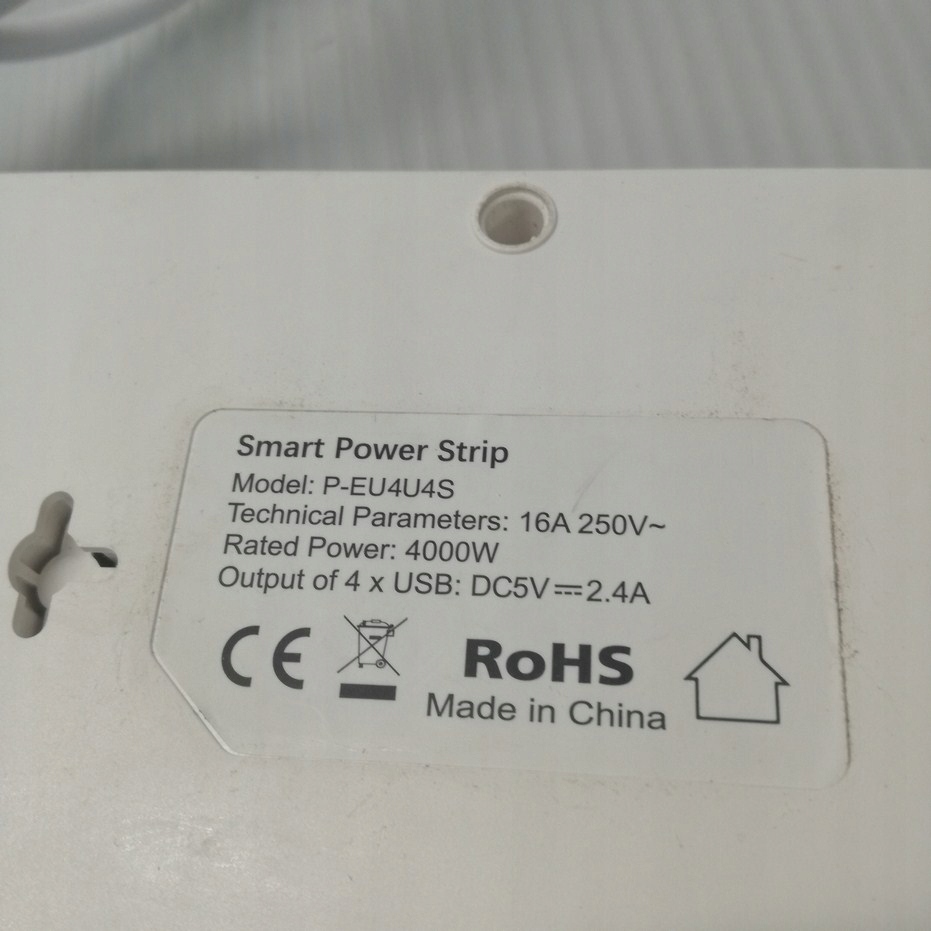 Smart Power Strip
Model: P-EU4U4S
Technical Parameters: 16A 250V~
Rated Power: 4000W
Output of 4 x USB: DC5V⎓2.4A
CE RoHS
Made in China